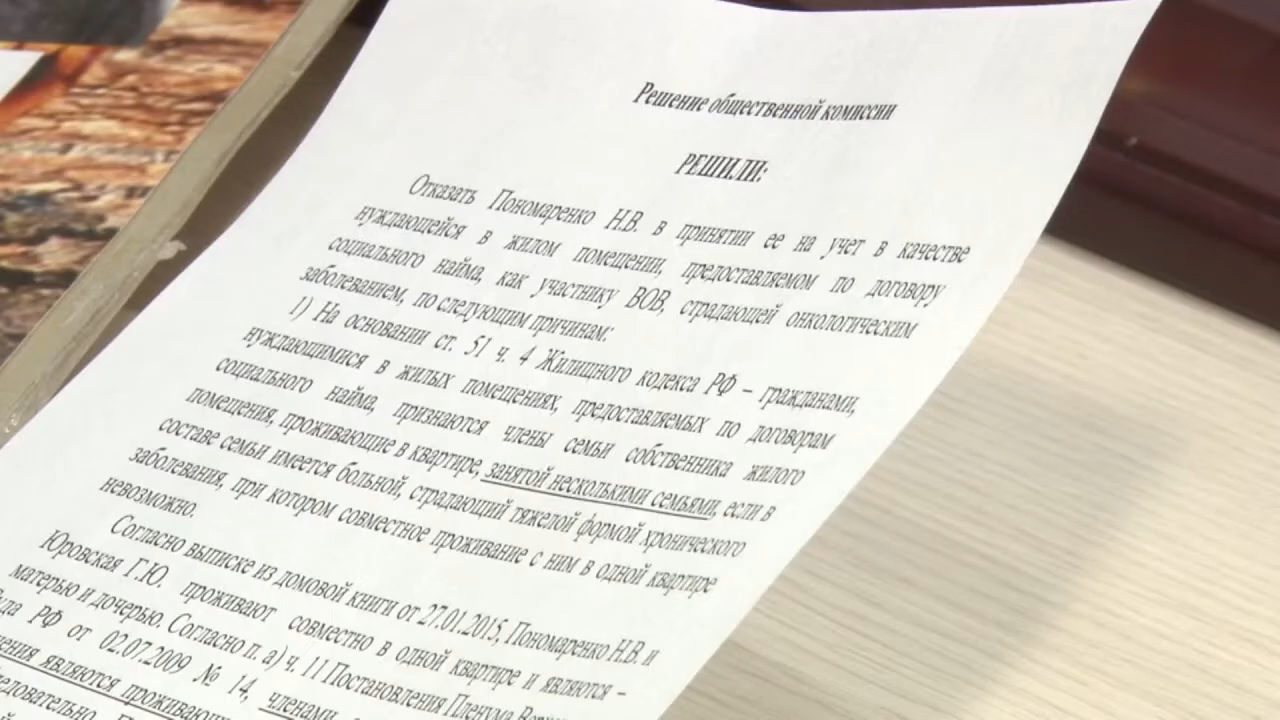 Решение общественной комиссии
РЕШИЛИ:
Отказать Пономаренко Н.В. в принятии ее на учет в качестве
нуждающейся в жилом помещении, предоставляемом по договору
социального найма, как участнику ВОВ, страдающей онкологическим
заболеванием, по следующим причинам:
1) На основании ст. 51 ч. 4 Жилищного кодекса РФ – гражданами,
нуждающимися в жилых помещениях, предоставляемых по договорам
социального найма, признаются члены семьи собственника жилого
помещения, проживающие в квартире, занятой несколькими семьями, если в
составе семьи имеется больной, страдающий тяжелой формой хронического
заболевания, при котором совместное проживание с ним в одной квартире
невозможно.
Согласно выписке из домовой книги от 27.01.2015, Пономаренко Н.В. и
Юровская Г.Ю. проживают совместно в одной квартире и являются –
матерью и дочерью. Согласно п. а) ч. 11 Постановления Пленума
РФ от 02.07.2009 № 14, членами
являются